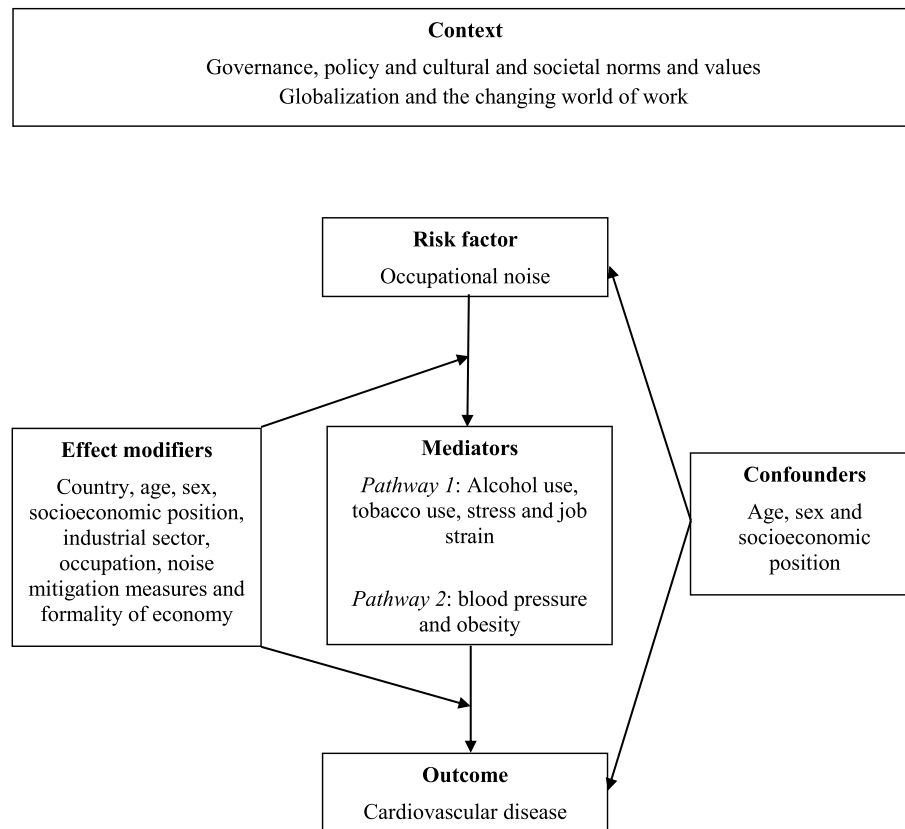 Context
Governance, policy and cultural and societal norms and values
Globalization and the changing world of work
Risk factor
Occupational noise
Effect modifiers
Country, age, sex,
socioeconomic position,
industrial sector,
occupation, noise
mitigation measures and
formality of economy
Mediators
Pathway 1: Alcohol use,
tobacco use, stress and job
strain
Pathway 2: blood pressure
and obesity
Confounders
Age, sex and
socioeconomic
position
Outcome
Cardiovascular disease